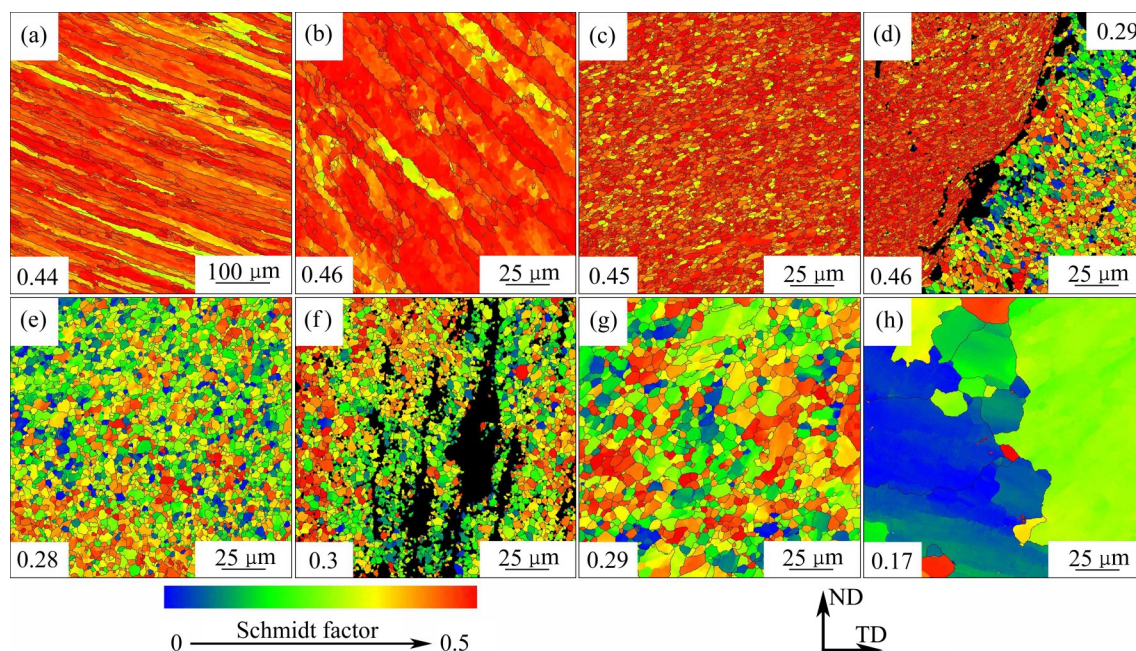 (a)
0.44
100 μm
(b)
0.46
25 μm
(c)
0.45
25 μm
(d)
0.29
0.46
25 μm
(e)
0.28
25 μm
(f)
0.3
25 μm
(g)
0.29
25 μm
(h)
0.17
25 μm
0
Schmidt factor
0.5
ND
TD